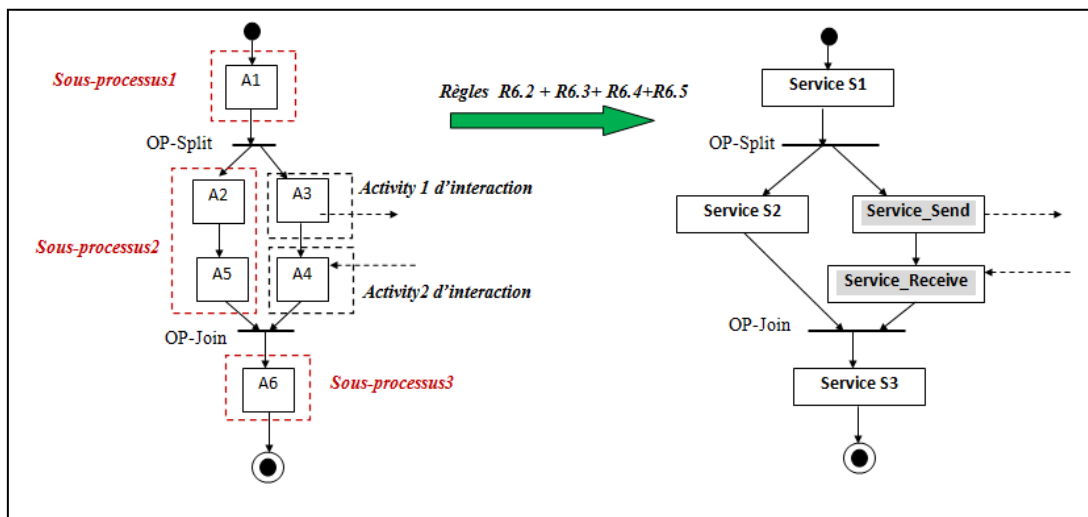 Sous-processus1
A1
OP-Split
A2
A3
Activity 1 d'interaction
Sous-processus2
A5
A4
Activity2 d'interaction
OP-Join
A6
Sous-processus3
Règles R6.2 + R6.3+ R6.4+R6.5
Service S1
OP-Split
Service S2
Service_Send
Service_Receive
OP-Join
Service S3